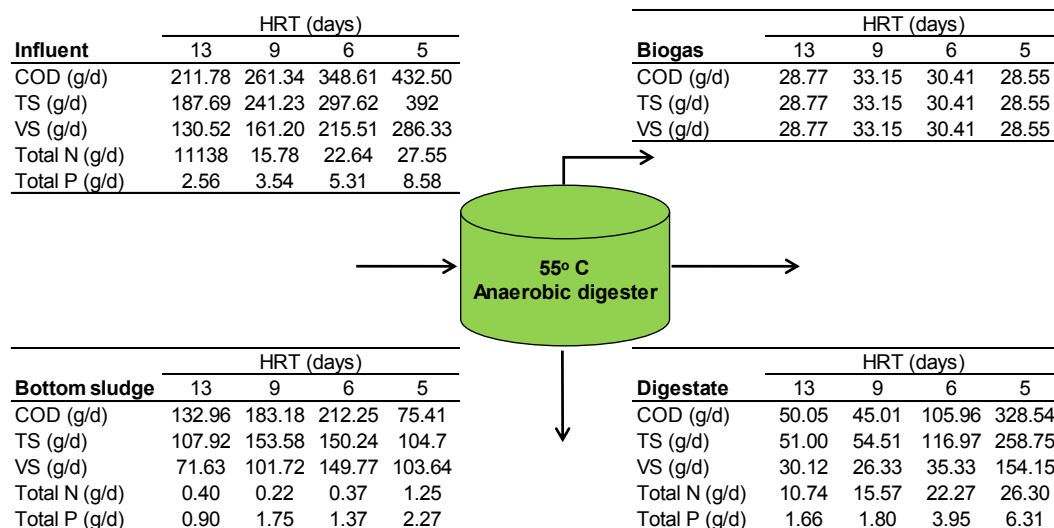 HRT (days)
Influent 13 9 6 5
COD (g/d) 211.78 261.34 348.61 432.50
TS (g/d) 187.69 241.23 297.62 392
VS (g/d) 130.52 161.20 215.51 286.33
Total N (g/d) 11138 15.78 22.64 27.55
Total P (g/d) 2.56 3.54 5.31 8.58
HRT (days)
Biogas 13 9 6 5
COD (g/d) 28.77 33.15 30.41 28.55
TS (g/d) 28.77 33.15 30.41 28.55
VS (g/d) 28.77 33.15 30.41 28.55
55º C
Anaerobic digester
HRT (days)
Bottom sludge 13 9 6 5
COD (g/d) 132.96 183.18 212.25 75.41
TS (g/d) 107.92 153.58 150.24 104.7
VS (g/d) 71.63 101.72 149.77 103.64
Total N (g/d) 0.40 0.22 0.37 1.25
Total P (g/d) 0.90 1.75 1.37 2.27
HRT (days)
Digestate 13 9 6 5
COD (g/d) 50.05 45.01 105.96 328.54
TS (g/d) 51.00 54.51 116.97 258.75
VS (g/d) 30.12 26.33 35.33 154.15
Total N (g/d) 10.74 15.57 22.27 26.30
Total P (g/d) 1.66 1.80 3.95 6.31